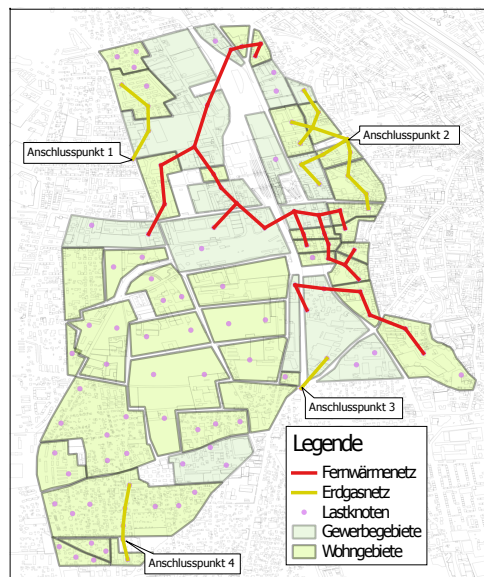 Anschlusspunkt 1
Anschlusspunkt 2
Anschlusspunkt 3
Legende
Fernwärmenetz
Erdgasnetz
Lastknoten
Gewerbegebiete
Wohngebiete
Anschlusspunkt 4